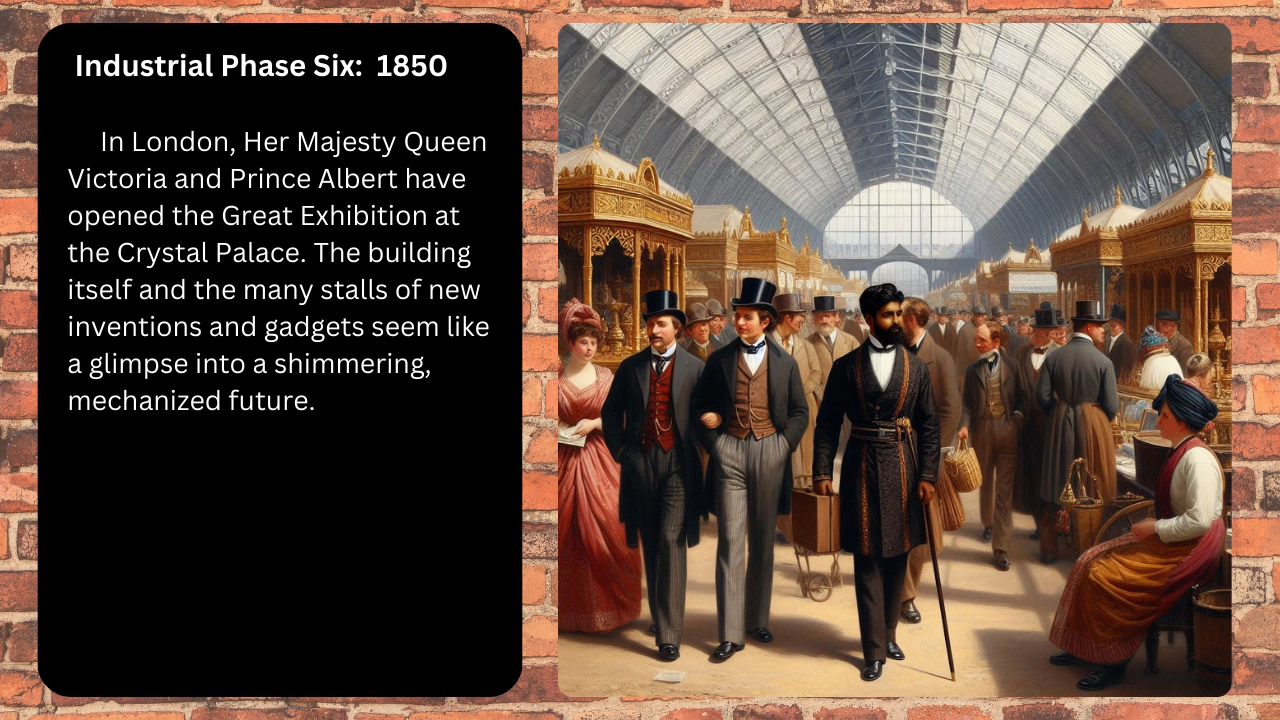 Industrial Phase Six:  1850
In London, Her Majesty Queen
Victoria and Prince Albert have
opened the Great Exhibition at
the Crystal Palace. The building
itself and the many stalls of new
inventions and gadgets seem like
a glimpse into a shimmering,
mechanized future.